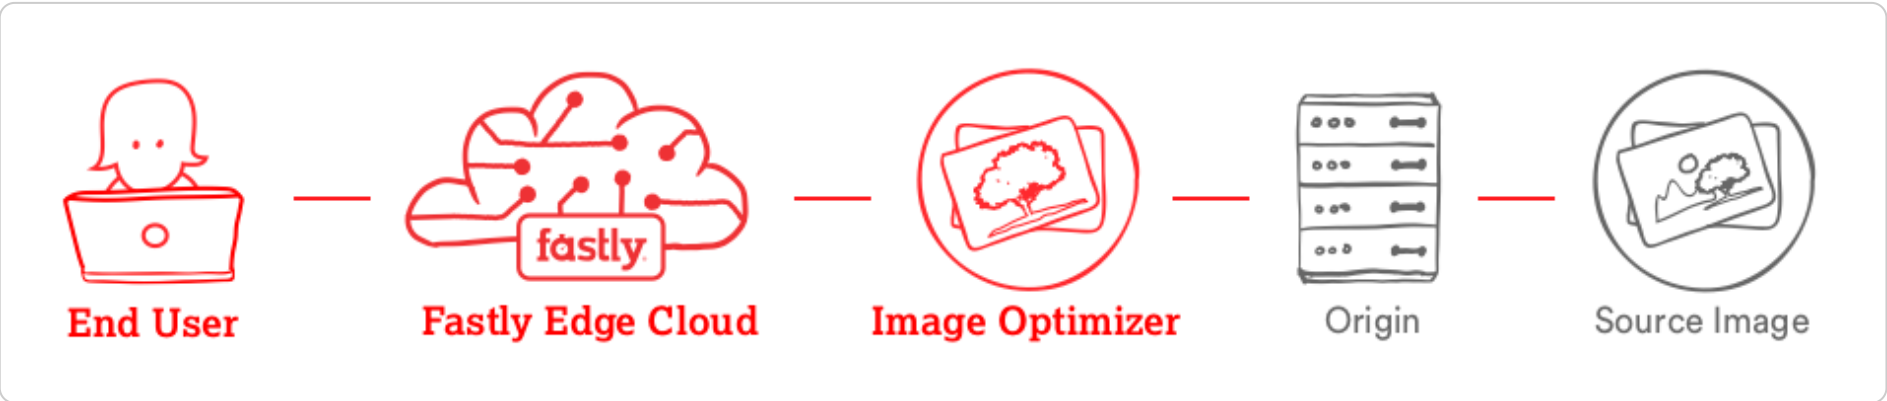 fastly
End User
Fastly Edge Cloud
Image Optimizer
Origin
Source Image